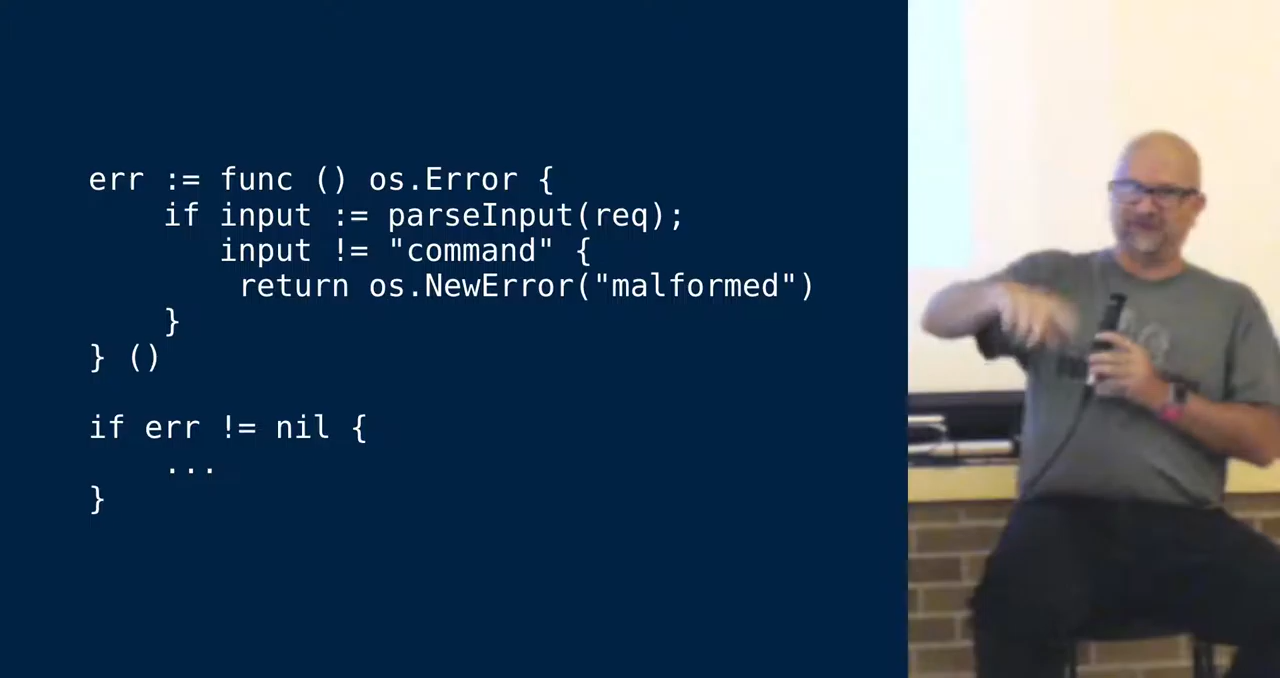 err := func () os.Error {
    if input := parseInput(req);
       input != "command" {
        return os.NewError("malformed")
    }
} ()

if err != nil {
    ...
}